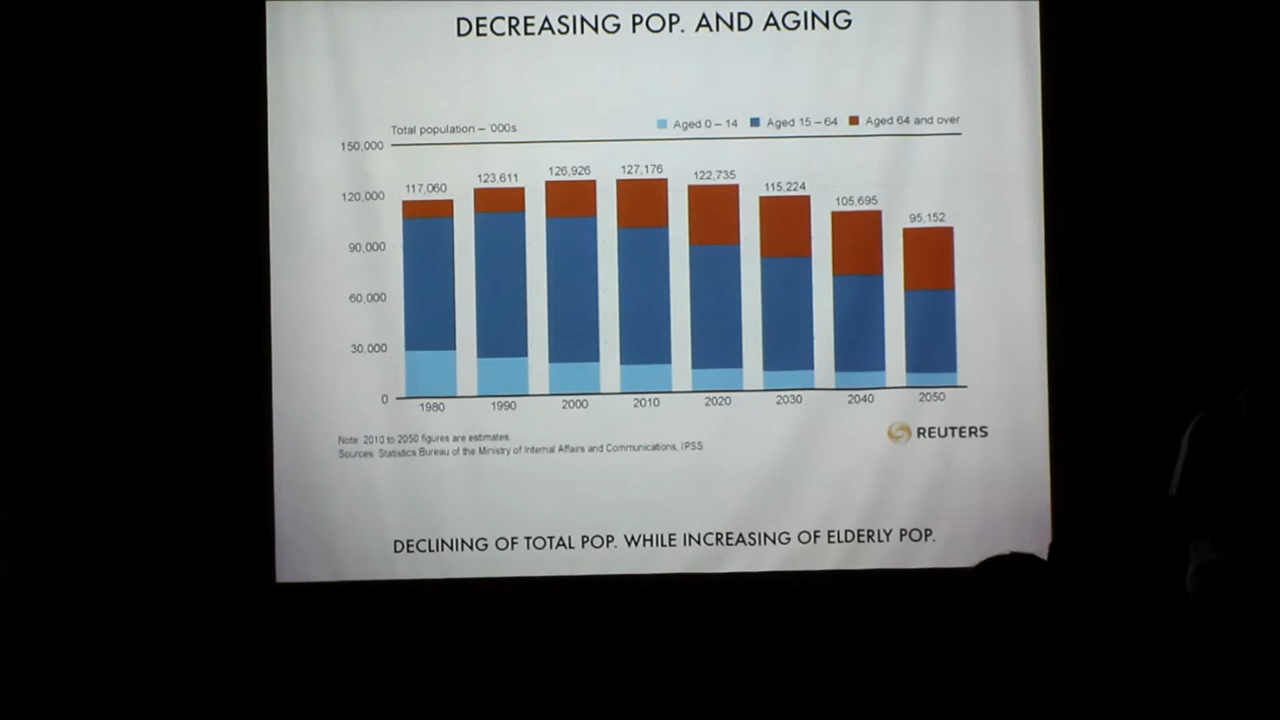 DECREASING POP. AND AGING
Total population – '000s
Aged 0 – 14 Aged 15 – 64 Aged 64 and over
150,000
120,000
90,000
60,000
30,000
0
117,060 123,611 126,926 127,176 122,735 115,224 105,695 95,152
1980 1990 2000 2010 2020 2030 2040 2050
Note: 2010 to 2050 figures are estimates.
Sources: Statistics Bureau of the Ministry of Internal Affairs and Communications, IPSS
REUTERS
DECLINING OF TOTAL POP. WHILE INCREASING OF ELDERLY POP.